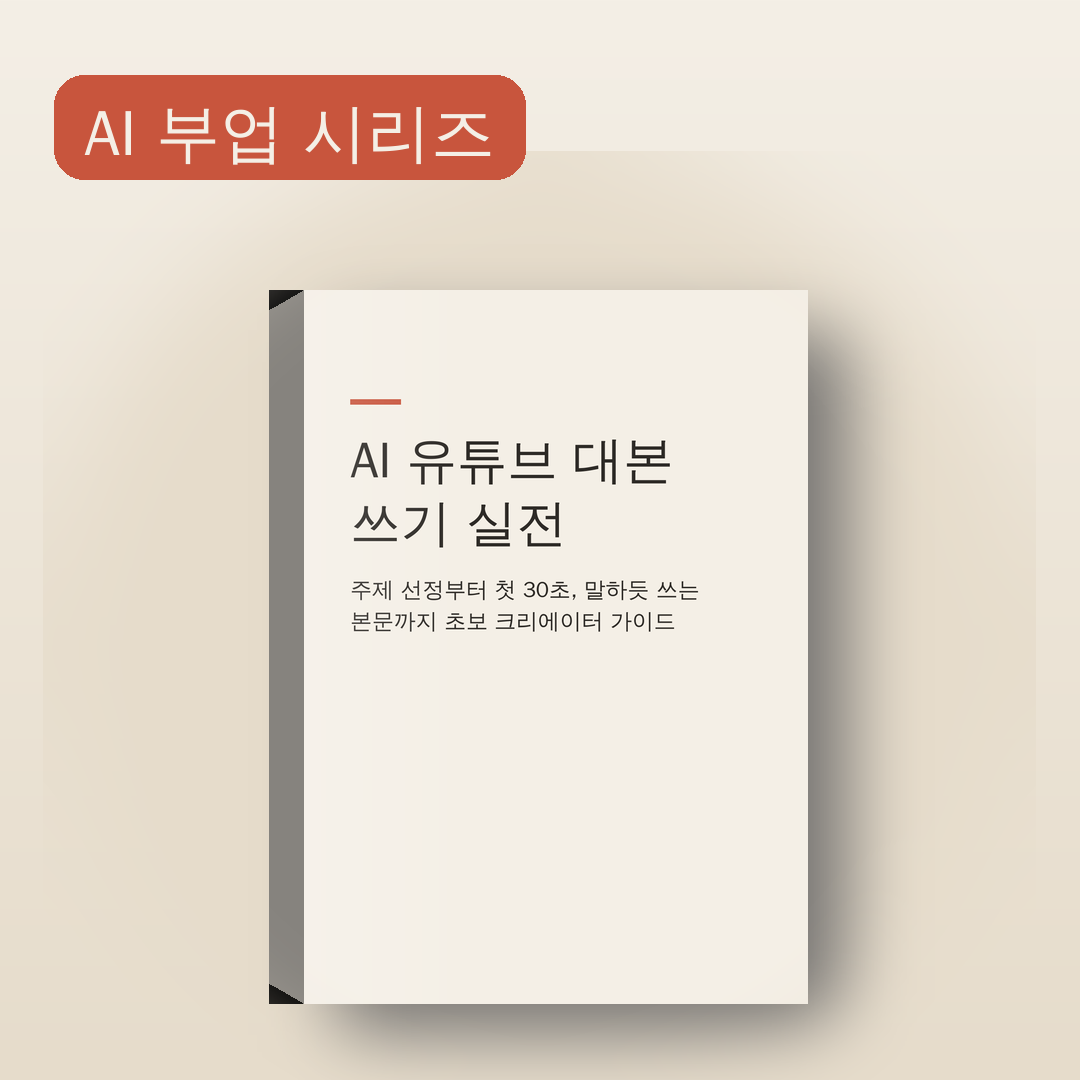 AI 부업 시리즈
AI 유튜브 대본
쓰기 실전
주제 선정부터 첫 30초, 말하듯 쓰는
본문까지 초보 크리에이터 가이드